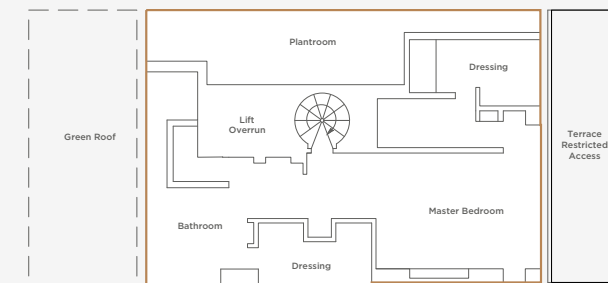 Plantroom
Dressing
Lift
Overrun
Green Roof
Terrace
Restricted
Access
Master Bedroom
Bathroom
Dressing